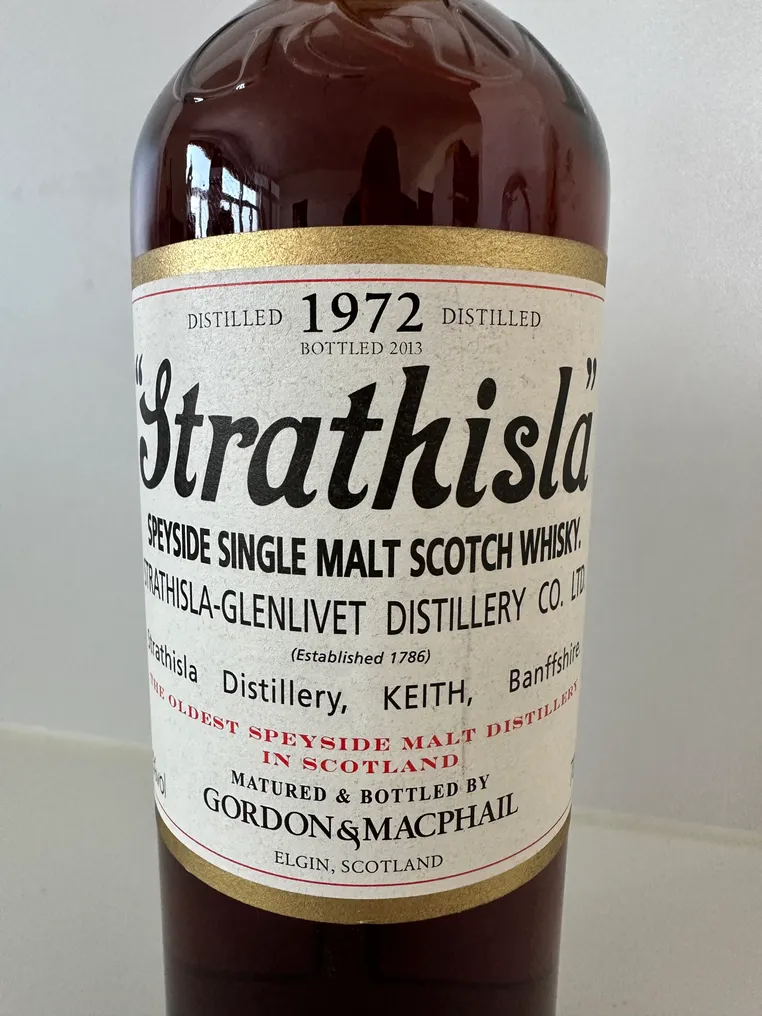 DISTILLED 1972 DISTILLED
BOTTLED 2013
"Strathisla"
SPEYSIDE SINGLE MALT SCOTCH WHISKY.
STRATHISLA-GLENLIVET DISTILLERY CO. LTD
(Established 1786)
Strathisla Distillery, KEITH, Banffshire
THE OLDEST SPEYSIDE MALT DISTILLERY
IN SCOTLAND
MATURED & BOTTLED BY
GORDON & MACPHAIL
ELGIN, SCOTLAND